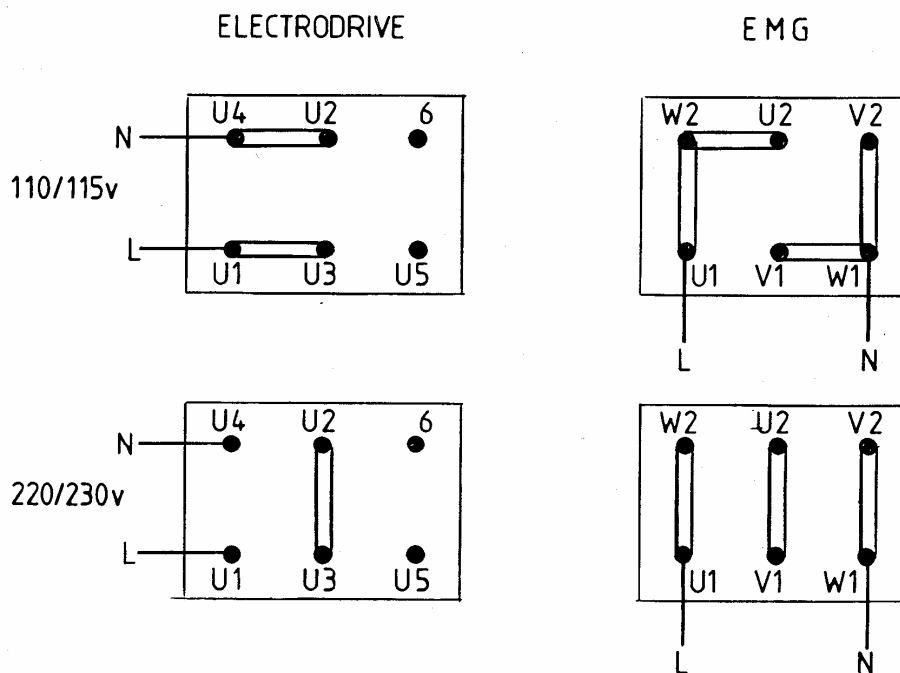 ELECTRODRIVE
EMG
U4 U2 6
N
110/115v
L
U1 U3 U5
W2 U2 V2
U1 V1 W1
L N
U4 U2 6
N
220/230v
L
U1 U3 U5
W2 U2 V2
U1 V1 W1
L N